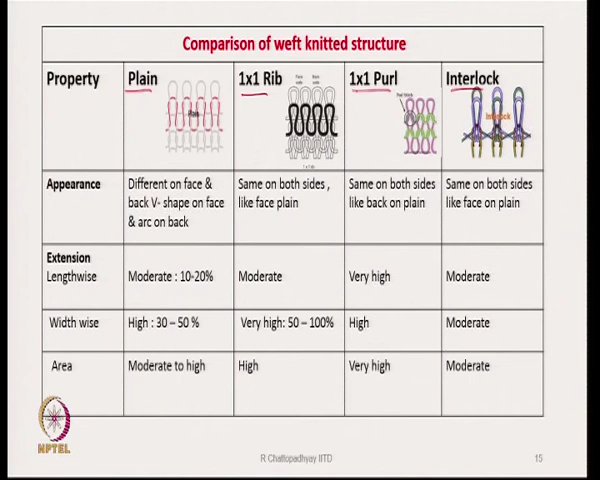 Comparison of weft knitted structure
Property
Plain
1x1 Rib
1x1 Purl
Interlock
Plain
Interlock
Appearance
Different on face &
back V- shape on face
& arc on back
Same on both sides ,
like face plain
Same on both sides
like back on plain
Same on both sides
like face on plain
Extension
Lengthwise
Moderate : 10-20%
Moderate
Very high
Moderate
Width wise
High : 30 – 50 %
Very high: 50 – 100%
High
Moderate
Area
Moderate to high
High
Very high
Moderate
NPTEL
R Chattopadhyay IITD
15